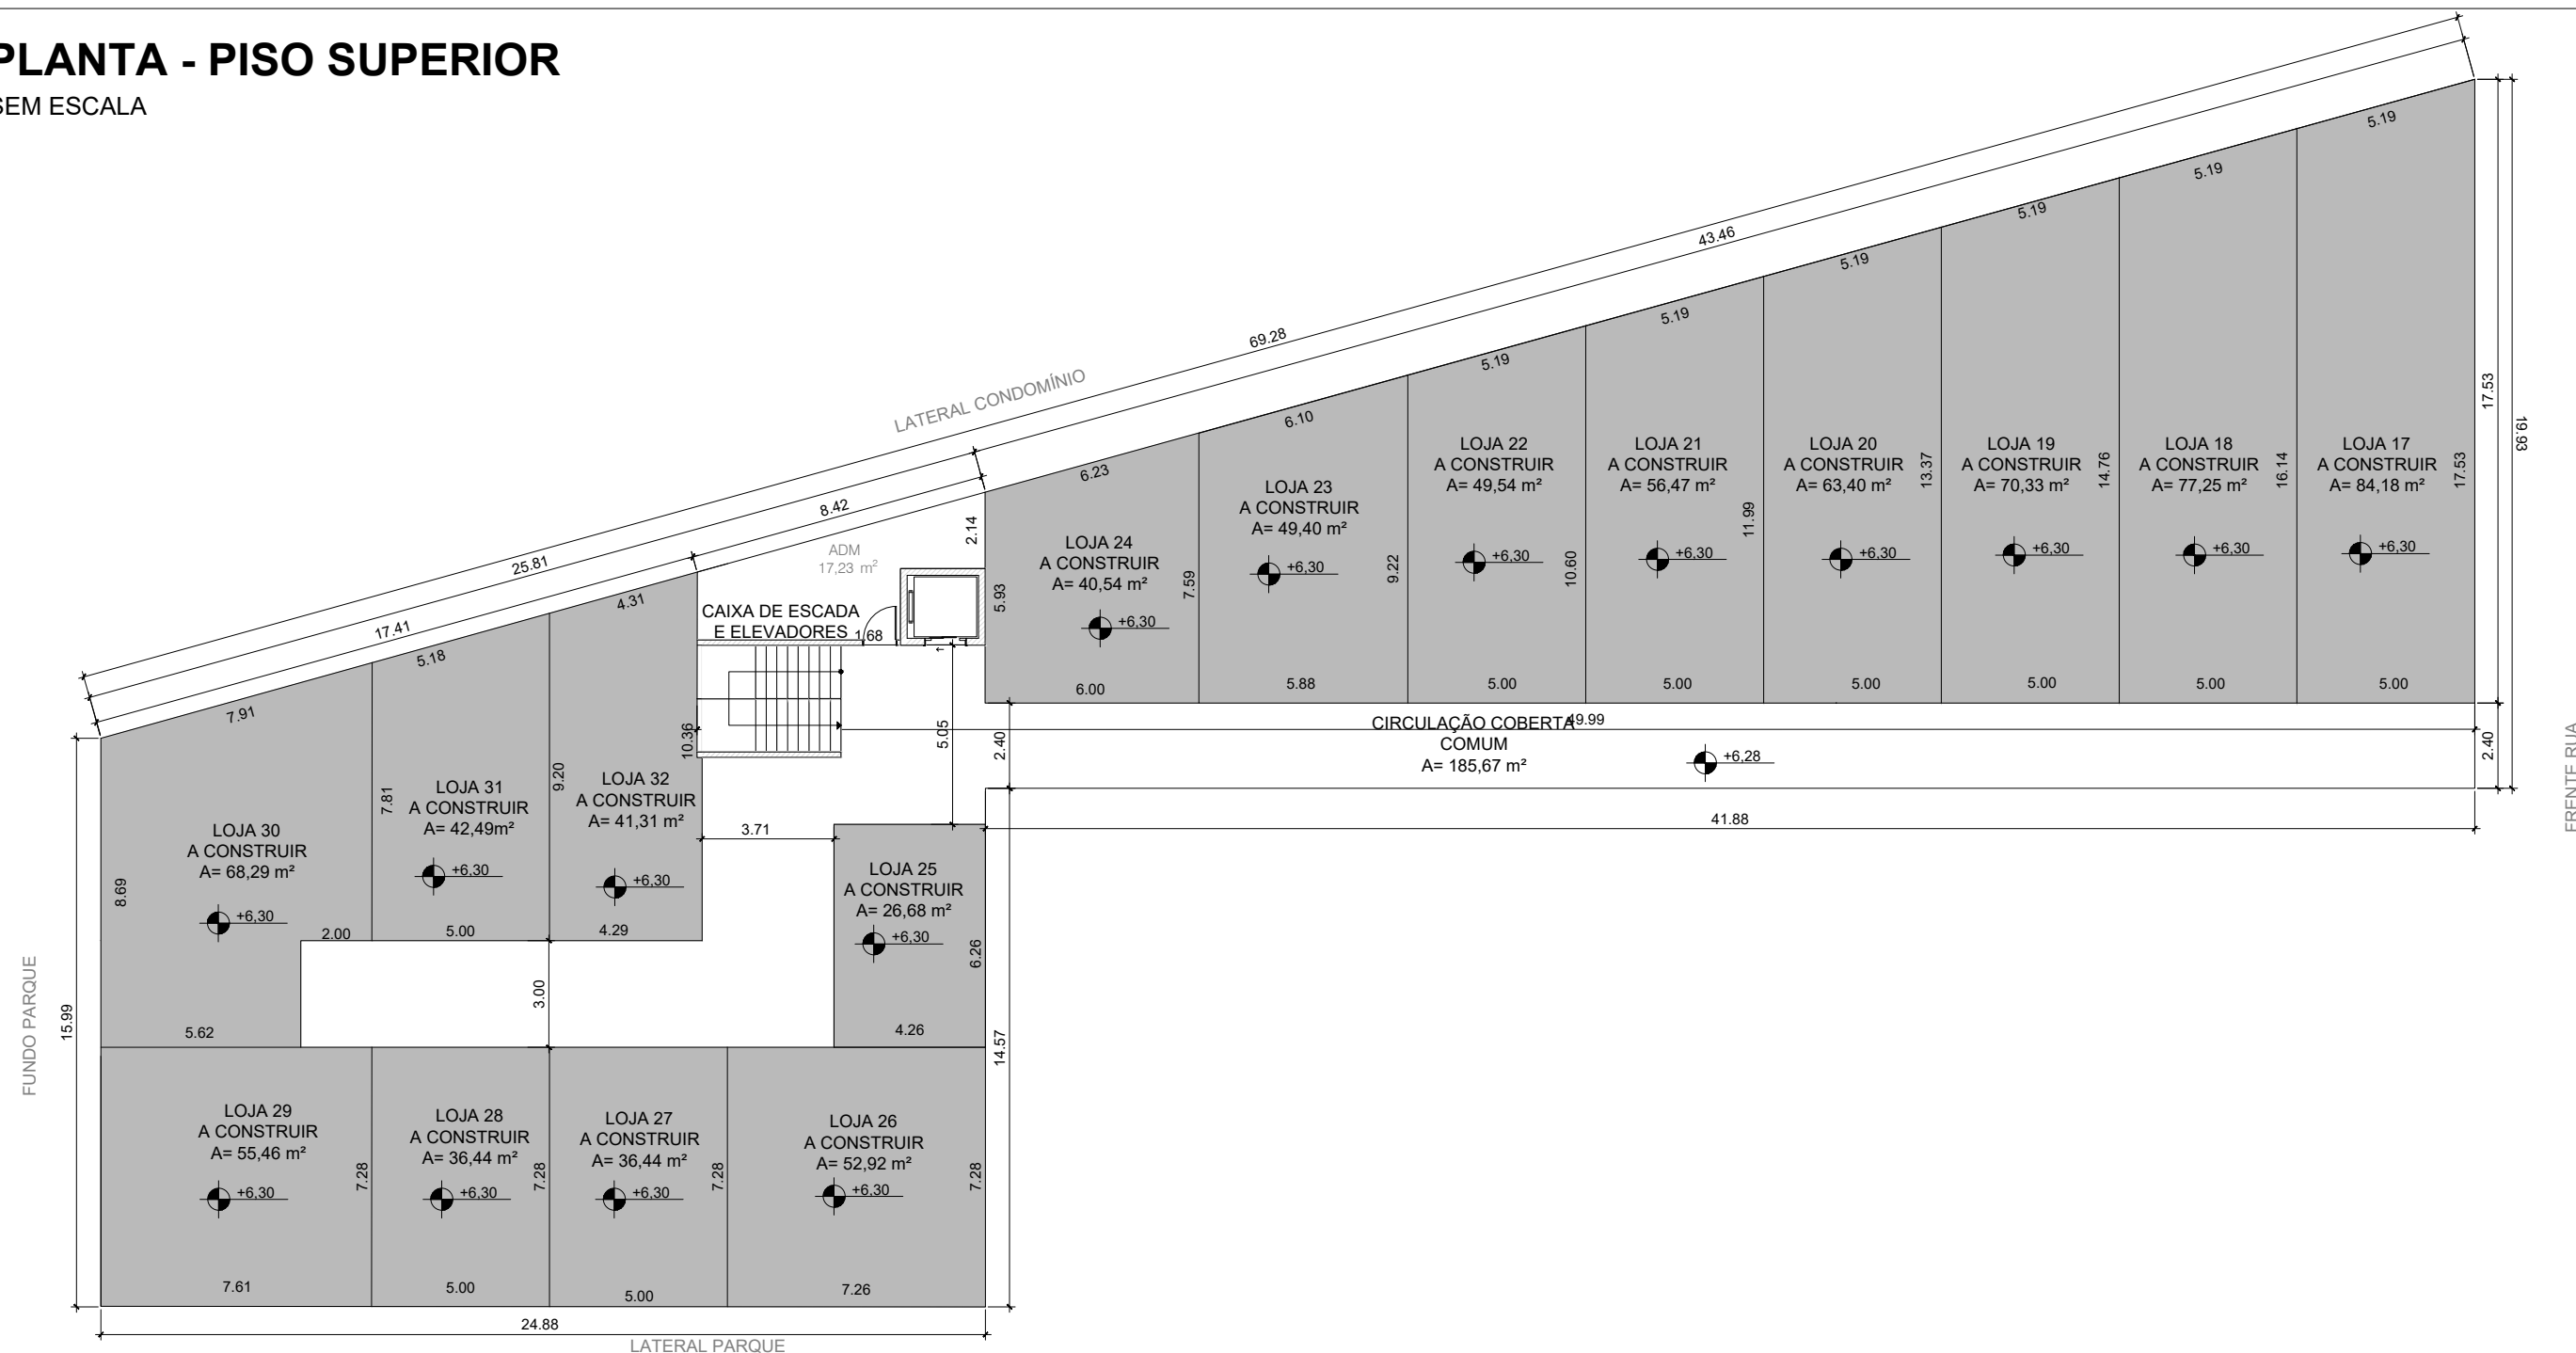 PLANTA - PISO SUPERIOR
SEM ESCALA
69.28
43.46
25.81
8.42
17.41
LATERAL CONDOMÍNIO
5.19
5.19
5.19
5.19
5.19
5.19
6.10
6.23
4.31
5.18
7.91
LOJA 17
A CONSTRUIR
A= 84,18 m²
+6,30
17.53
5.00
LOJA 18
A CONSTRUIR
A= 77,25 m²
+6,30
16.14
5.00
LOJA 19
A CONSTRUIR
A= 70,33 m²
+6,30
14.76
5.00
LOJA 20
A CONSTRUIR
A= 63,40 m²
+6,30
13.37
5.00
LOJA 21
A CONSTRUIR
A= 56,47 m²
+6,30
11.99
5.00
LOJA 22
A CONSTRUIR
A= 49,54 m²
+6,30
10.60
5.00
LOJA 23
A CONSTRUIR
A= 49,40 m²
+6,30
9.22
5.88
LOJA 24
A CONSTRUIR
A= 40,54 m²
+6,30
7.59
5.93
6.00
2.14
17.53
19.93
2.40
FRENTE RUA
ADM
17,23 m²
CAIXA DE ESCADA
E ELEVADORES
1.68
5.05
2.40
49.99
CIRCULAÇÃO COBERTA
COMUM
A= 185,67 m²
+6,28
41.88
3.71
LOJA 25
A CONSTRUIR
A= 26,68 m²
+6,30
6.26
4.26
LOJA 32
A CONSTRUIR
A= 41,31 m²
+6,30
10.36
4.29
LOJA 31
A CONSTRUIR
A= 42,49m²
+6,30
9.20
7.81
5.00
LOJA 30
A CONSTRUIR
A= 68,29 m²
+6,30
8.69
2.00
5.62
3.00
14.57
15.99
FUNDO PARQUE
LOJA 29
A CONSTRUIR
A= 55,46 m²
+6,30
7.28
7.61
LOJA 28
A CONSTRUIR
A= 36,44 m²
+6,30
7.28
5.00
LOJA 27
A CONSTRUIR
A= 36,44 m²
+6,30
7.28
5.00
LOJA 26
A CONSTRUIR
A= 52,92 m²
+6,30
7.28
7.26
24.88
LATERAL PARQUE